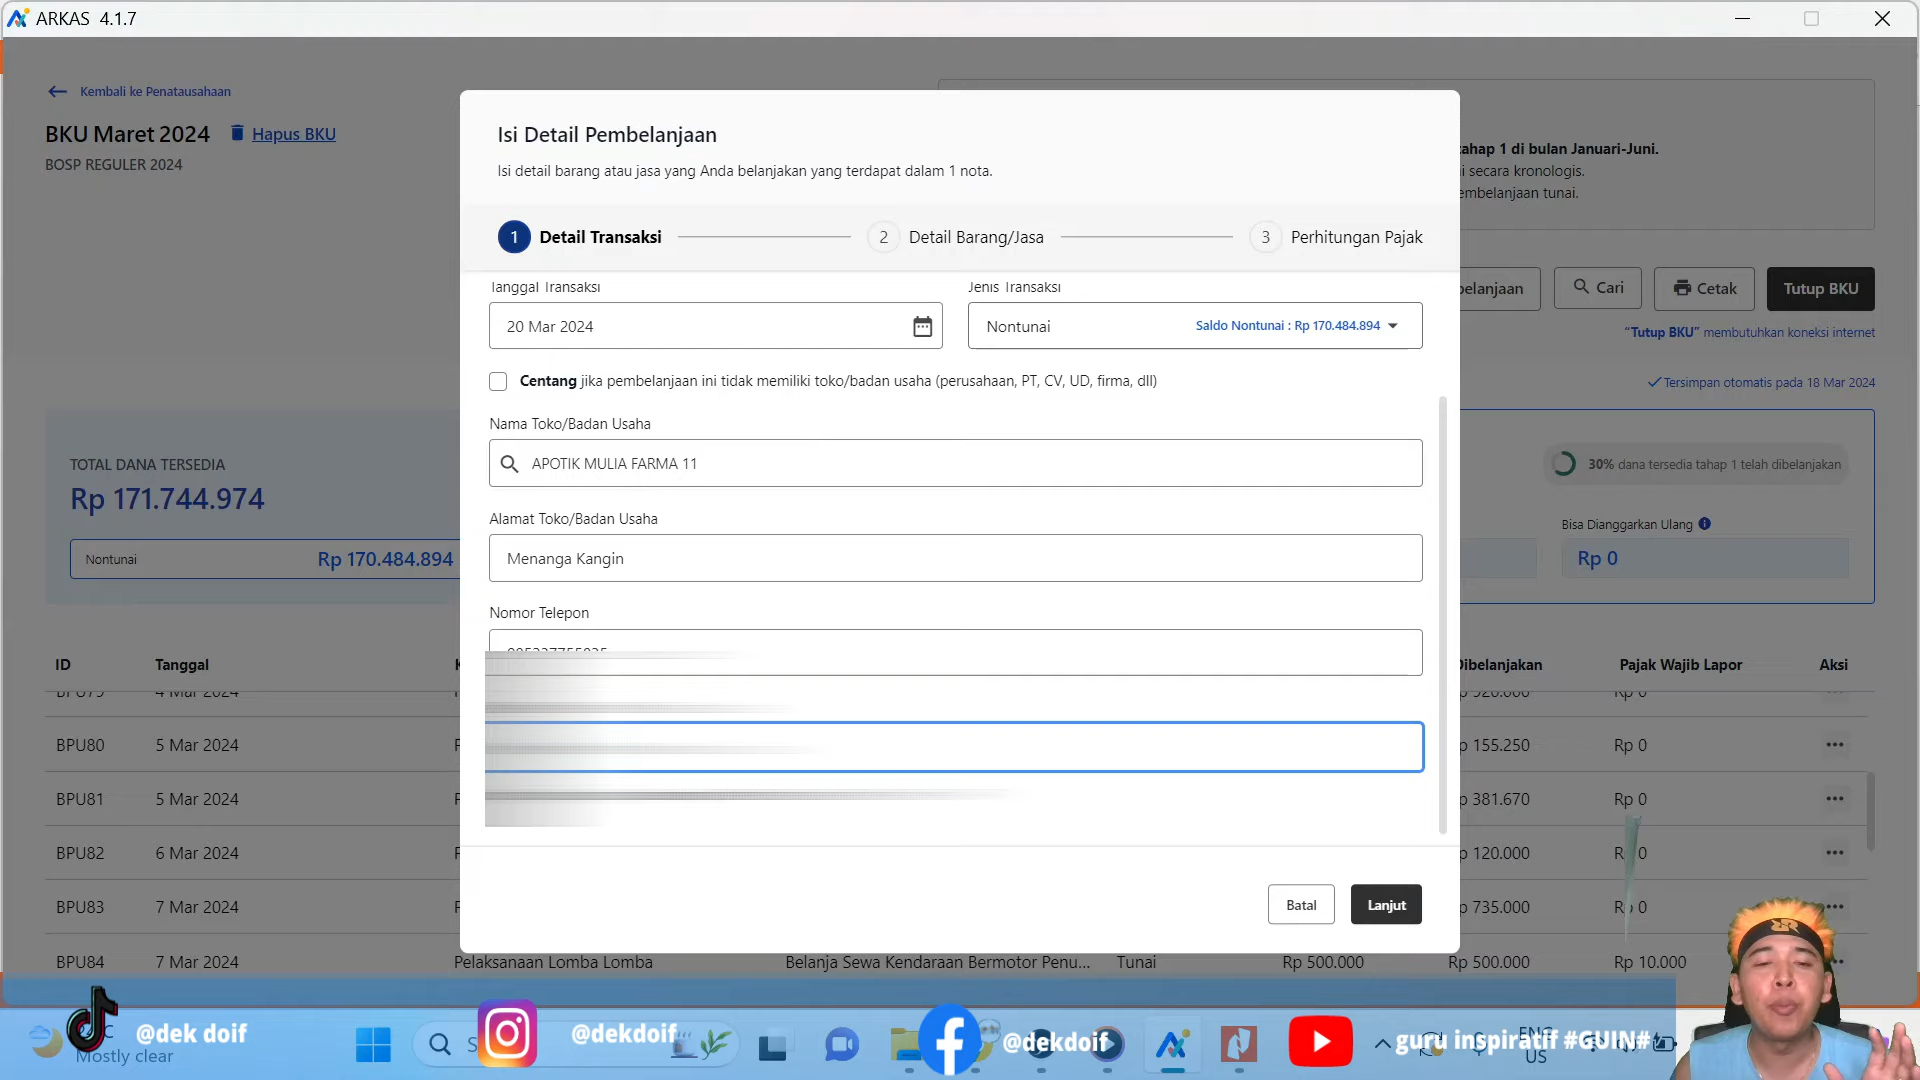 ARKAS 4.1.7
Kembali ke Penatausahaan
BKU Maret 2024 Hapus BKU
BOSP REGULER 2024
Isi Detail Pembelanjaan
Isi detail barang atau jasa yang Anda belanjakan yang terdapat dalam 1 nota.
1 Detail Transaksi 2 Detail Barang/Jasa 3 Perhitungan Pajak
tahap 1 di bulan Januari-Juni.
secara kronologis.
embelanjaan tunai.
elanjaan Cari Cetak Tutup BKU
“Tutup BKU” membutuhkan koneksi internet
Tersimpan otomatis pada 18 Mar 2024
Tanggal Transaksi Jenis Transaksi
20 Mar 2024 Nontunai Saldo Nontunai : Rp 170.484.894
Centang jika pembelanjaan ini tidak memiliki toko/badan usaha (perusahaan, PT, CV, UD, firma, dll)
Nama Toko/Badan Usaha
APOTIK MULIA FARMA 11
Alamat Toko/Badan Usaha
Menanga Kangin
Nomor Telepon
Batal Lanjut
TOTAL DANA TERSEDIA
Rp 171.744.974
Nontunai Rp 170.484.894
30% dana tersedia tahap 1 telah dibelanjakan
Bisa Dianggarkan Ulang
Rp 0
ID Tanggal Dibelanjakan Pajak Wajib Lapor Aksi
BPU79 4 Mar 2024 Rp 0
BPU80 5 Mar 2024 155.250 Rp 0
BPU81 5 Mar 2024 381.670 Rp 0
BPU82 6 Mar 2024 120.000 0
BPU83 7 Mar 2024 735.000 0
BPU84 7 Mar 2024 Pelaksanaan Lomba Lomba Belanja Sewa Kendaraan Bermotor Penu... Tunai Rp 500.000 Rp 500.000 Rp 10.000
@dek doif @dekdoif @dekdoif guru inspiratif #GUIN#
Mostly clear
ENG
US